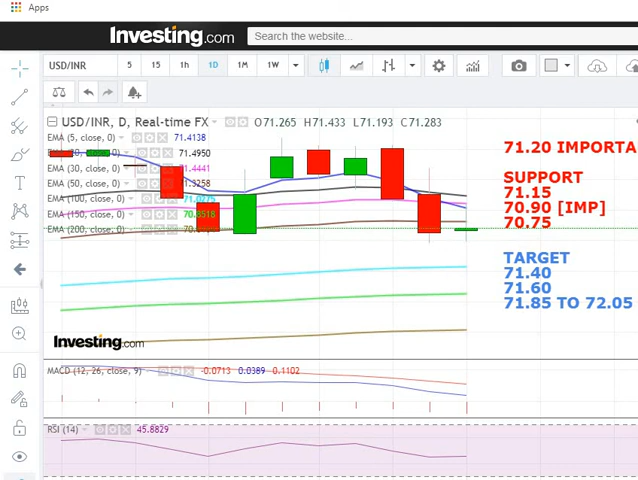 Apps
Investing.com
Search the website...
USD/INR 5 15 1h 1D 1M 1W
USD/INR, D, Real-time FX O71.265 H71.433 L71.193 C71.283
EMA (5, close, 0) 71.4138
71.4950
EMA (30, close, 0) 71.4441
EMA (50, close, 0) 71.3258
EMA (100, close, 0) 71.0275
EMA (150, close, 0)
EMA (200, close, 0)
71.20 IMPORTA
SUPPORT
71.15
70.90 [IMP]
70.75
TARGET
71.40
71.60
71.85 TO 72.05
Investing.com
MACD (12, 26, close, 9) -0.0713 0.0389 0.1102
RSI (14) 45.8829